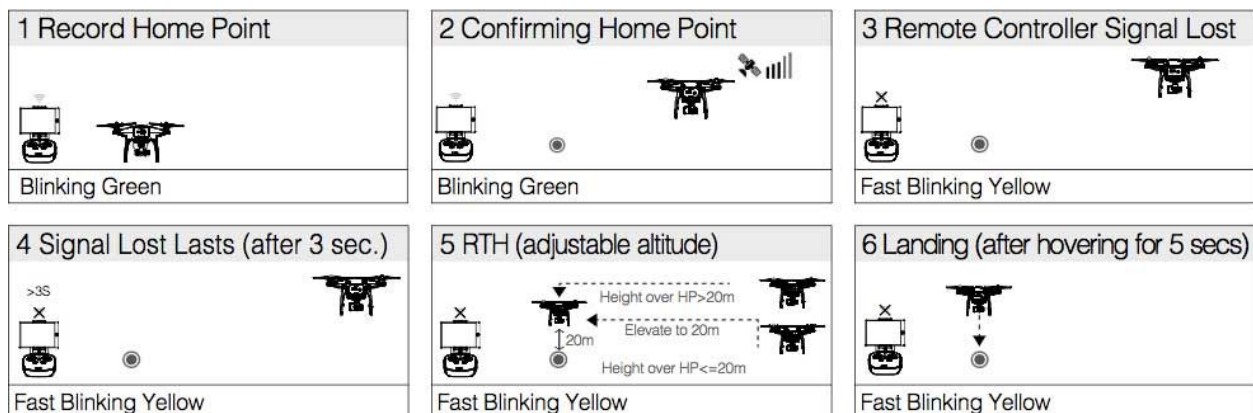 1 Record Home Point
Blinking Green
2 Confirming Home Point
Blinking Green
3 Remote Controller Signal Lost
Fast Blinking Yellow
4 Signal Lost Lasts (after 3 sec.)
>3S
Fast Blinking Yellow
5 RTH (adjustable altitude)
Height over HP>20m
Elevate to 20m
20m
Height over HP<=20m
Fast Blinking Yellow
6 Landing (after hovering for 5 secs)
Fast Blinking Yellow